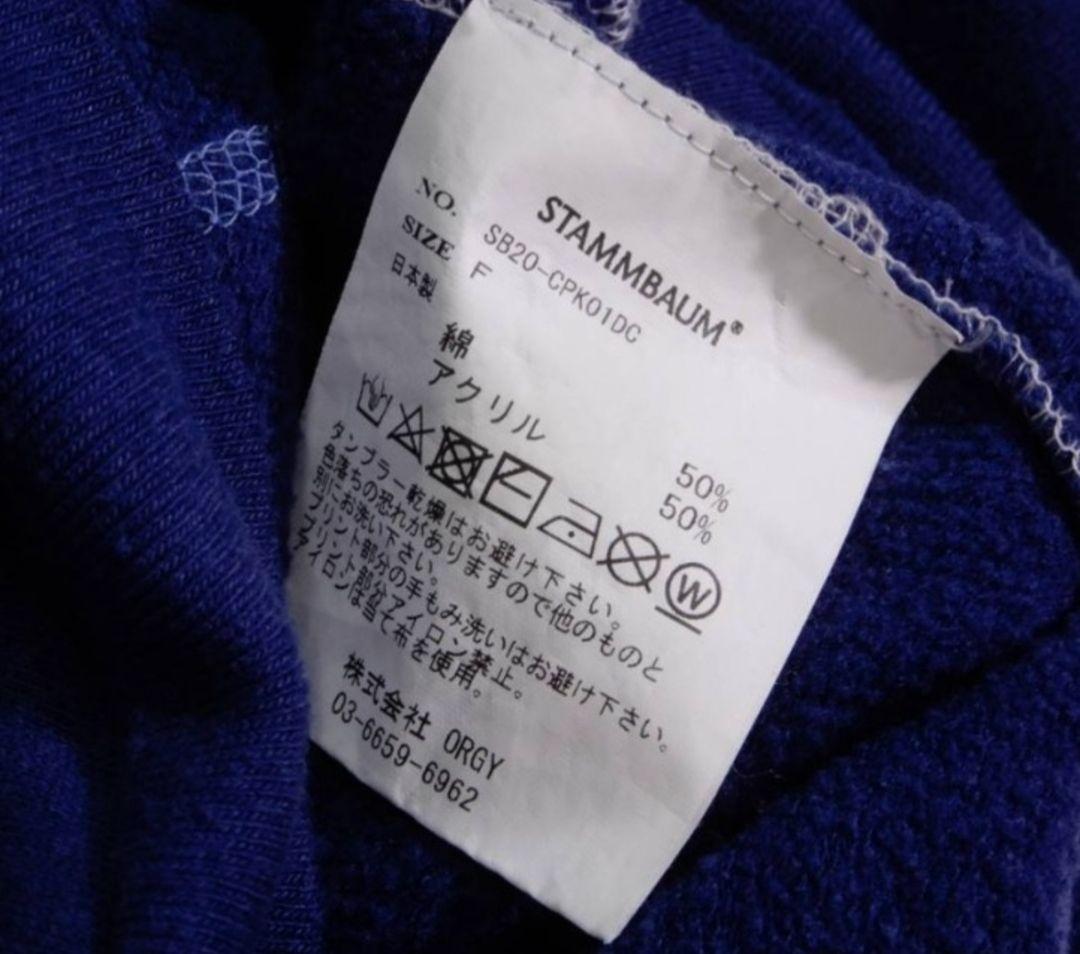 STAMMBAUM®
NO. SB20-CPK01DC
SIZE F
日本製
綿 50%
アクリル 50%
W
タンブラー乾燥はお避け下さい。
色落ちの恐れがありますので他のものと
別にお洗い下さい。
プリント部分の手もみ洗いはお避け下さい。
プリント部分アイロン禁止。
アイロンは当て布を使用。
株式会社 ORGY
03-6659-6962